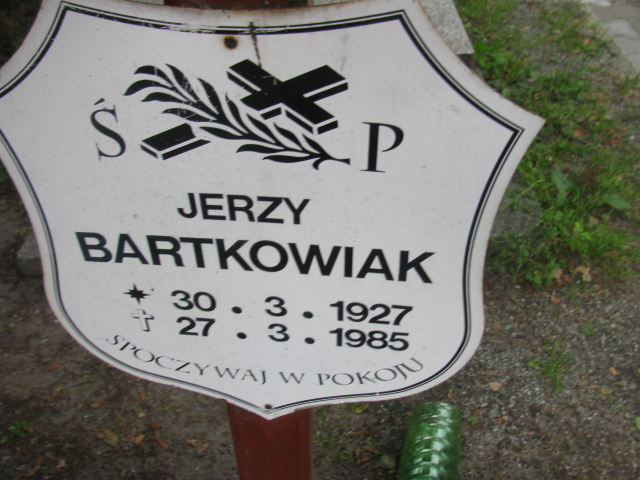 Ś P
JERZY
BARTKOWIAK
30 . 3 . 1927
27 . 3 . 1985
SPOCZYWAJ W POKOJU